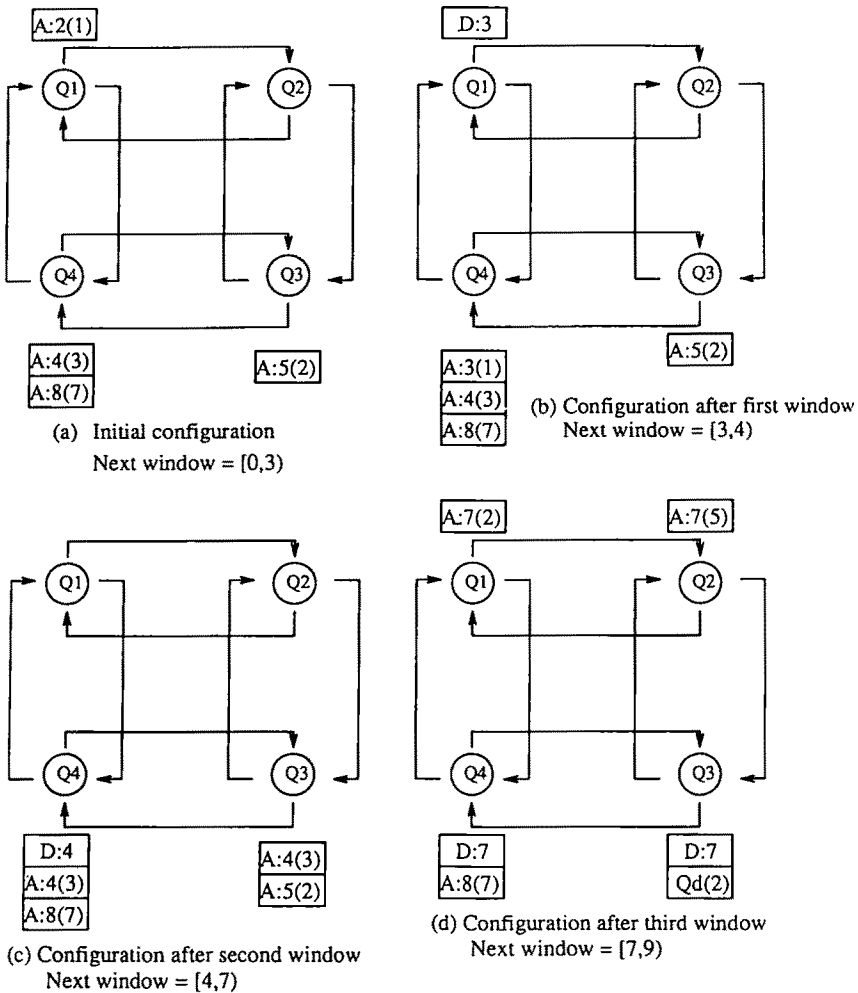 A:2(1)
Q1
Q2
Q4
Q3
A:4(3)
A:8(7)
A:5(2)
(a) Initial configuration
Next window = [0,3)
D:3
Q1
Q2
Q4
Q3
A:3(1)
A:4(3)
A:8(7)
A:5(2)
(b) Configuration after first window
Next window = [3,4)
Q1
Q2
Q4
Q3
D:4
A:4(3)
A:8(7)
A:4(3)
A:5(2)
(c) Configuration after second window
Next window = [4,7)
A:7(2)
A:7(5)
Q1
Q2
Q4
Q3
D:7
A:8(7)
D:7
Qd(2)
(d) Configuration after third window
Next window = [7,9)